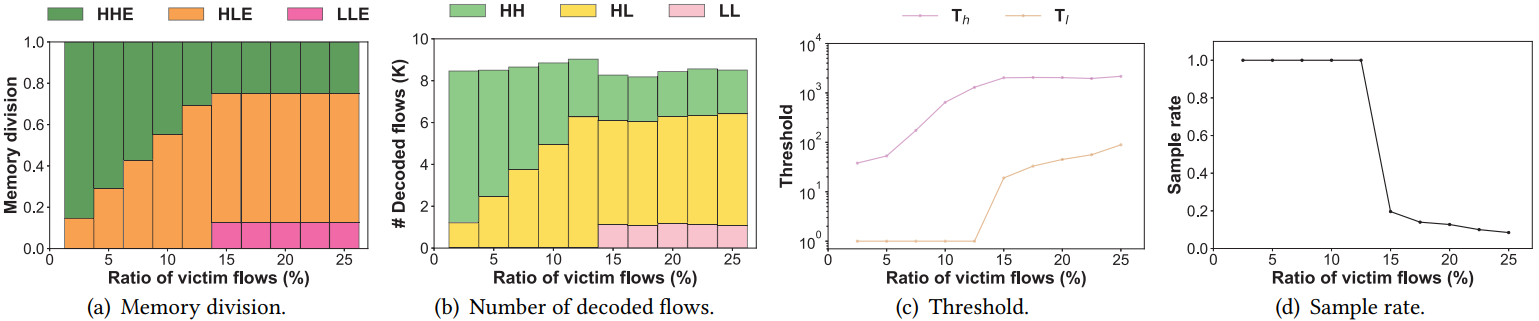 HHE HLE LLE
Memory division
1.0
0.8
0.6
0.4
0.2
0.0
0 5 10 15 20 25
Ratio of victim flows (%)
(a) Memory division.
HH HL LL
# Decoded flows (K)
10
8
6
4
2
0
0 5 10 15 20 25
Ratio of victim flows (%)
(b) Number of decoded flows.
Th Tl
Threshold
10^4
10^3
10^2
10^1
10^0
0 5 10 15 20 25
Ratio of victim flows (%)
(c) Threshold.
Sample rate
1.0
0.8
0.6
0.4
0.2
0.0
0 5 10 15 20 25
Ratio of victim flows (%)
(d) Sample rate.